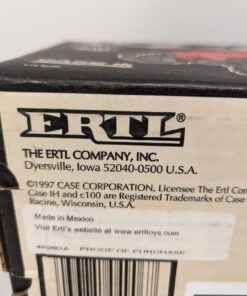 ERTL®
THE ERTL COMPANY, INC.
Dyersville, Iowa 52040-0500 U.S.A.
©1997 CASE CORPORATION, Licensee The Ertl Com
Case IH and c100 are Registered Trademarks of Case
Racine, Wisconsin, U.S.A.
Made in Mexico
Visit Ertl's website at www.ertltoys.com
PROOF OF PURCHASE